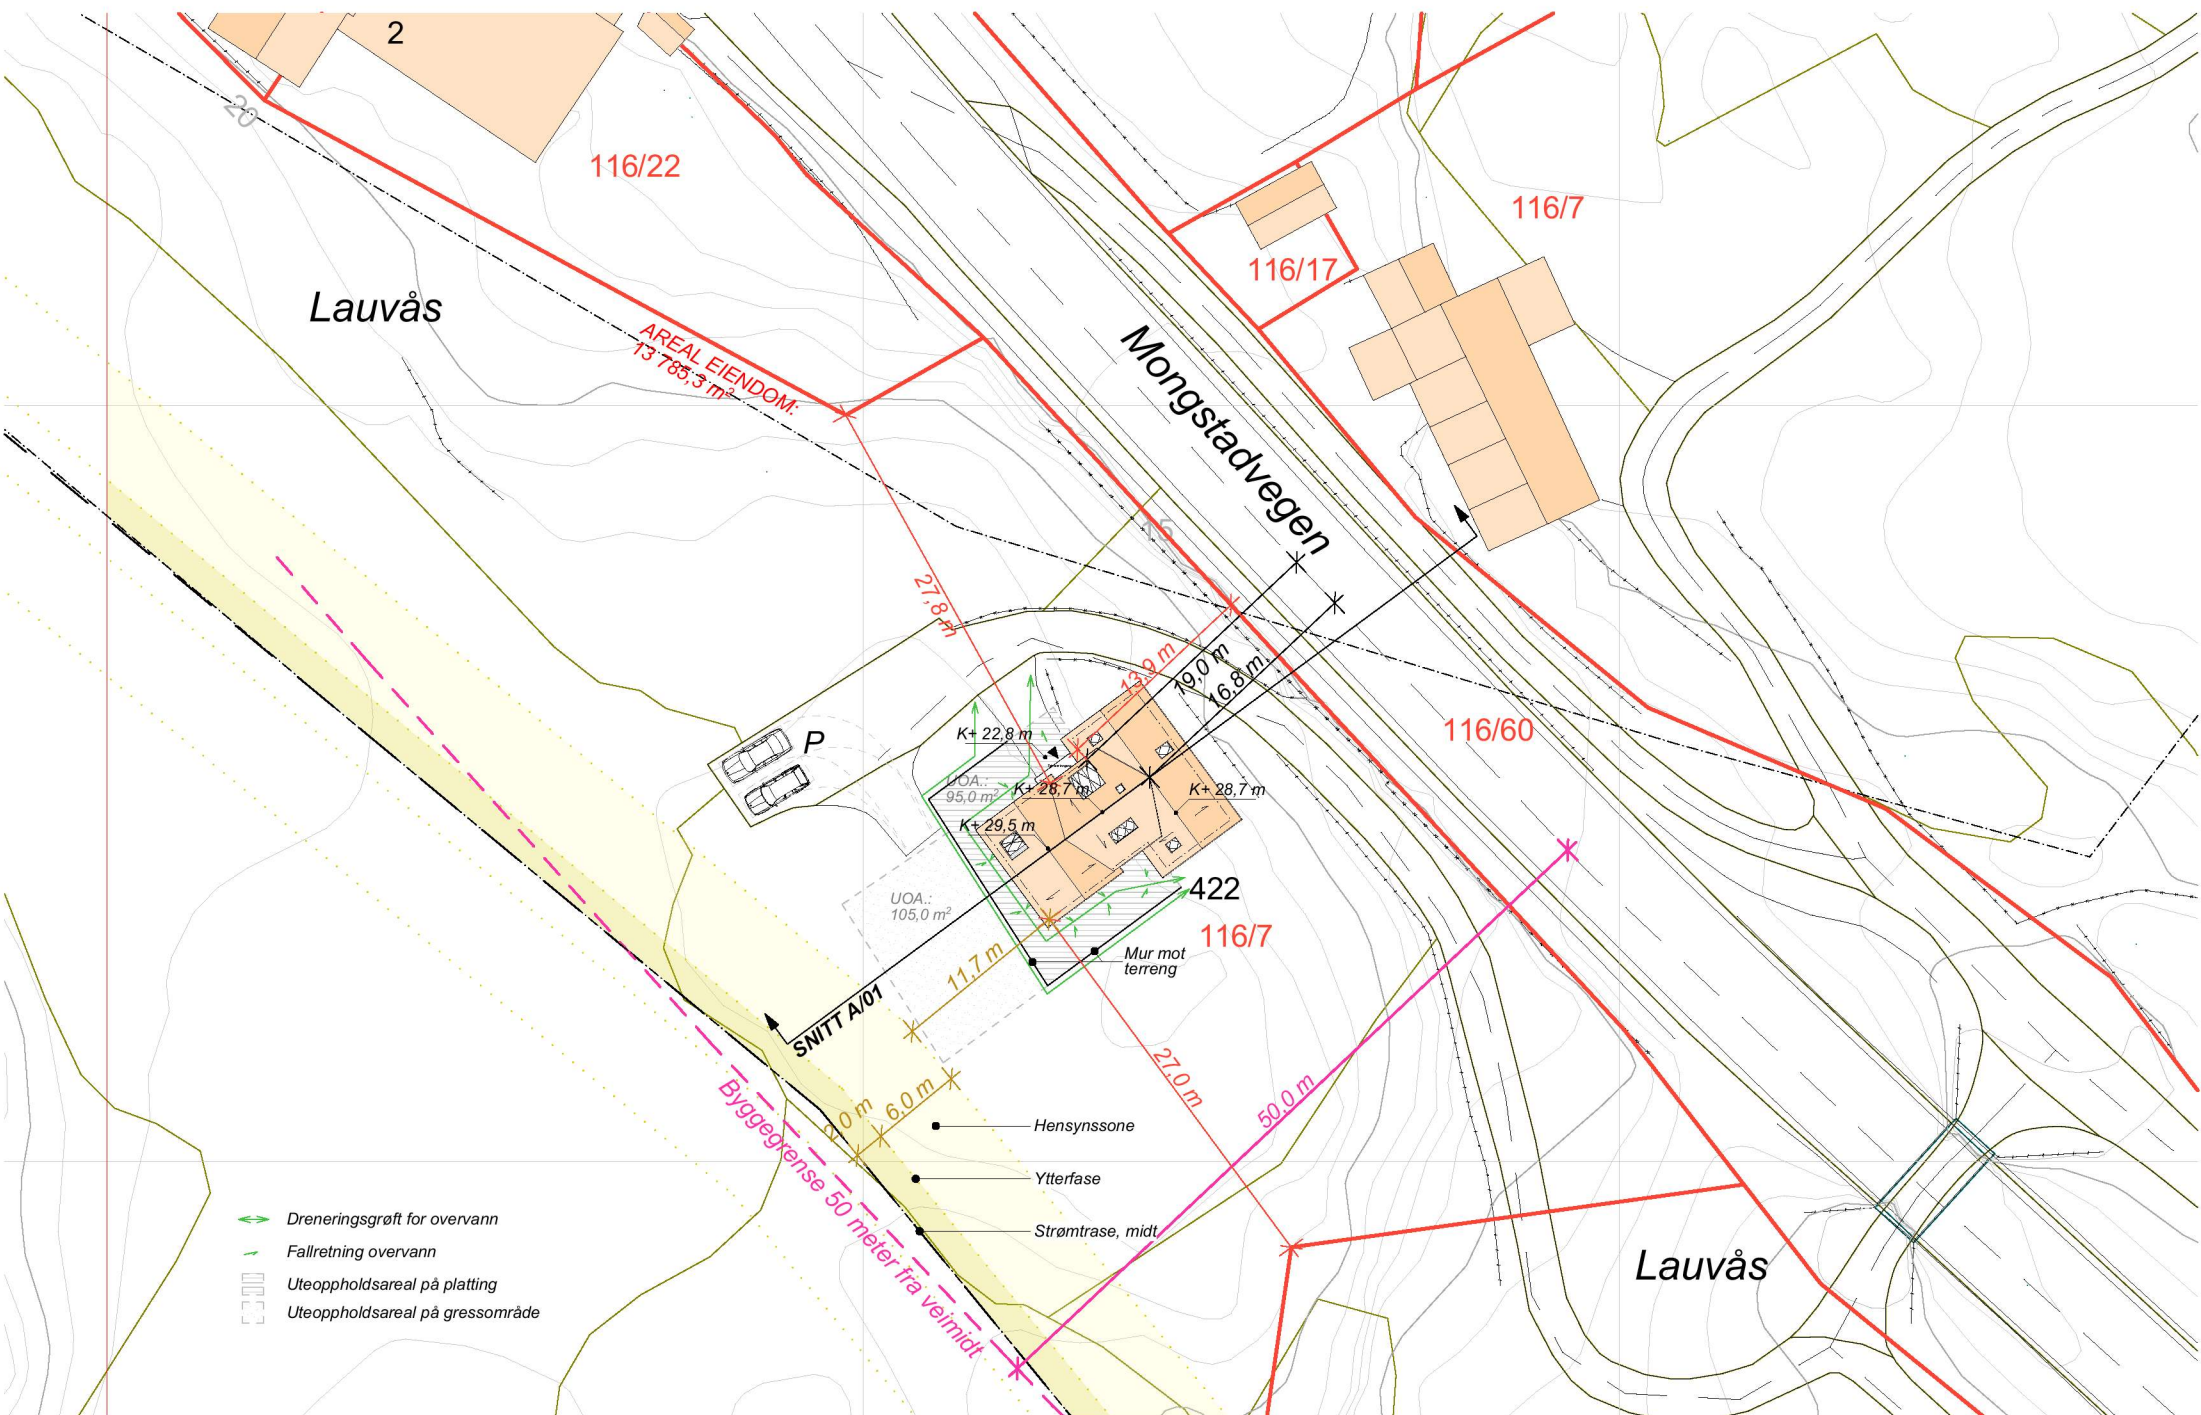 2
20
116/22
116/7
116/17
Lauvås
AREAL EIENDOM:
13 785,3 m²
Mongstadvegen
15
27,8 m
13,9 m
19,0 m
16,8 m
116/60
P
K+ 22,8 m
UOA.:
95,0 m²
K+ 28,7 m
K+ 28,7 m
K+ 29,5 m
422
UOA.:
105,0 m²
116/7
Mur mot
terreng
11,7 m
SNITT A/01
27,0 m
50,0 m
6,0 m
2,0 m
Byggegrense 50 meter fra veimidt
Hensynssone
Ytterfase
Strømtrase, midt
Lauvås
Dreneringsgrøft for overvann
Fallretning overvann
Uteoppholdsareal på platting
Uteoppholdsareal på gressområde